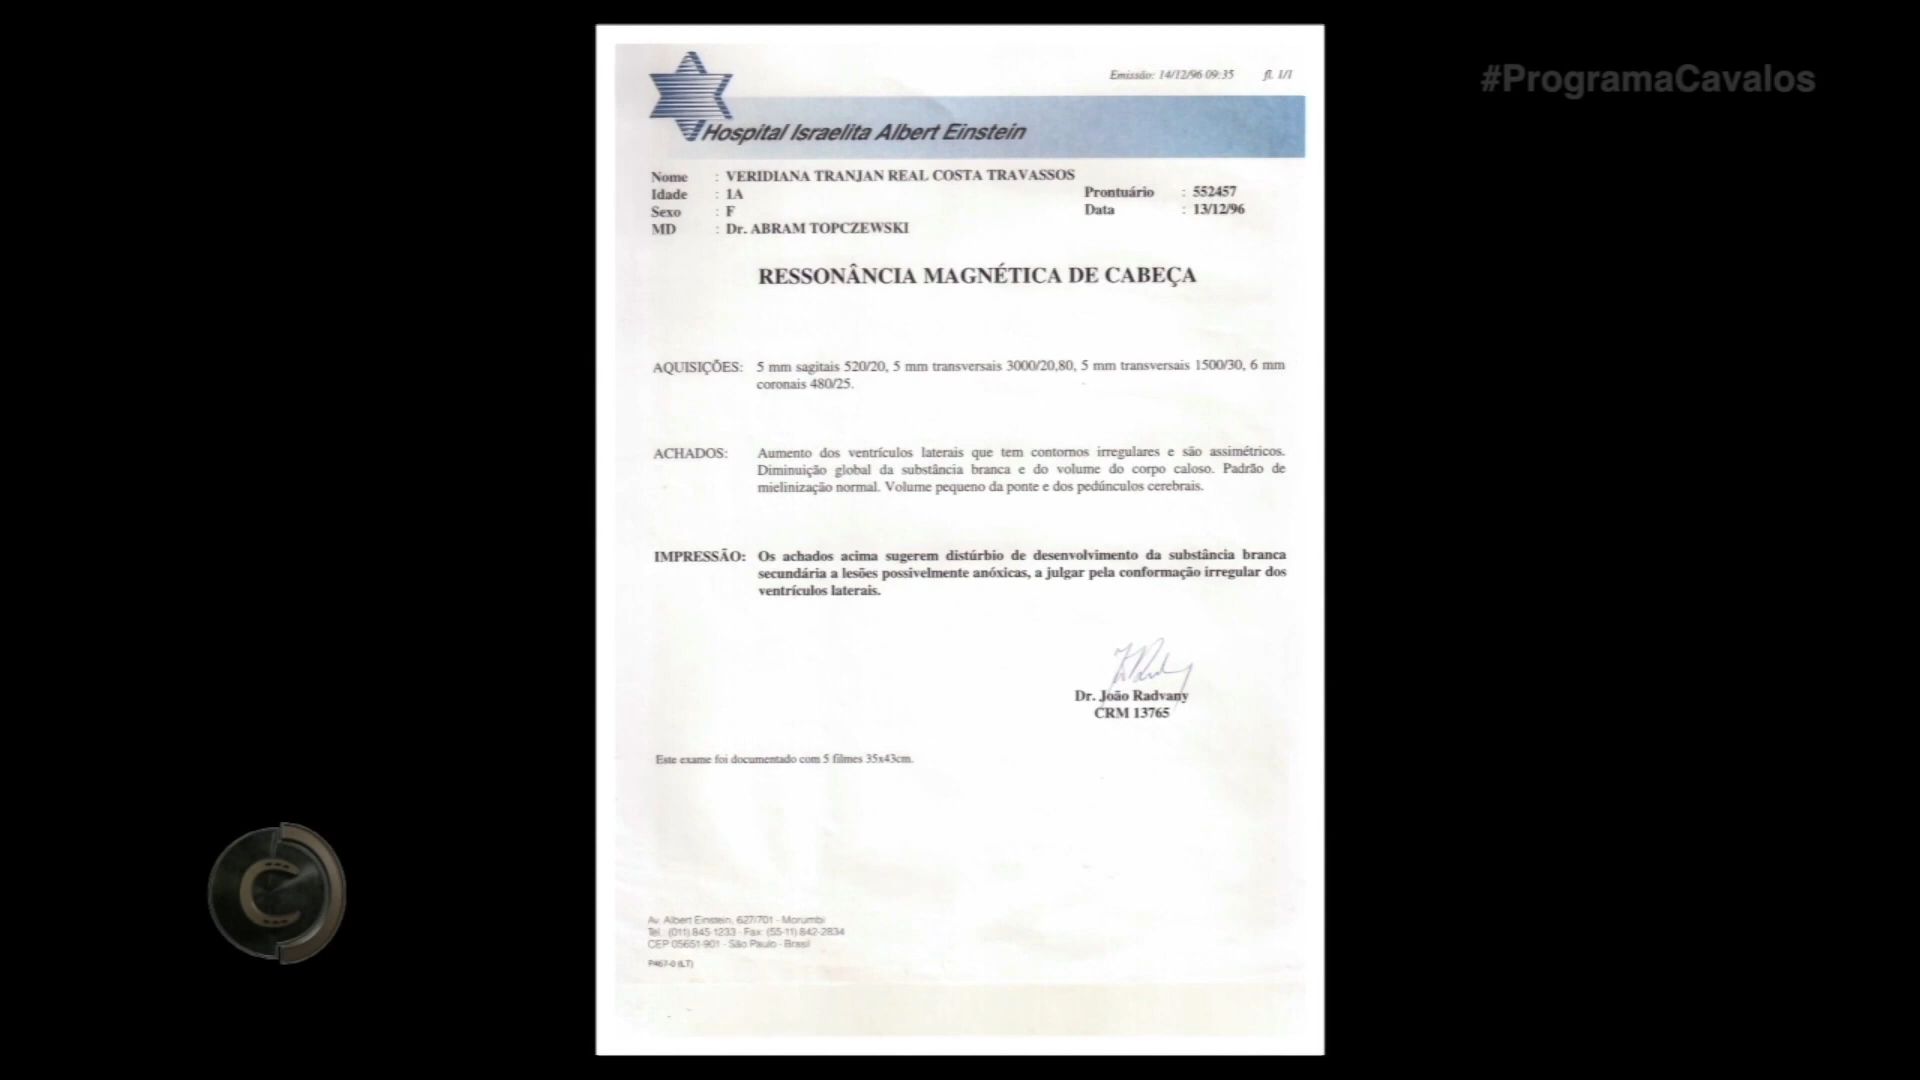 #ProgramaCavalos
Emissão: 14/12/96 09:35 fl. 1/1
Hospital Israelita Albert Einstein
Nome : VERIDIANA TRANJAN REAL COSTA TRAVASSOS
Idade : 1A
Prontuário : 552457
Sexo : F
Data : 13/12/96
MD : Dr. ABRAM TOPCZEWSKI
RESSONÂNCIA MAGNÉTICA DE CABEÇA
AQUISIÇÕES: 5 mm sagitais 520/20, 5 mm transversais 3000/20,80, 5 mm transversais 1500/30, 6 mm
coronais 480/25.
ACHADOS: Aumento dos ventrículos laterais que tem contornos irregulares e são assimétricos.
Diminuição global da substância branca e do volume do corpo caloso. Padrão de
mielinização normal. Volume pequeno da ponte e dos pedúnculos cerebrais.
IMPRESSÃO: Os achados acima sugerem distúrbio de desenvolvimento da substância branca
secundária a lesões possivelmente anóxicas, a julgar pela conformação irregular dos
ventrículos laterais.
Dr. João Radvany
CRM 13765
Este exame foi documentado com 5 filmes 35x43cm.
Av. Albert Einstein, 627/701 - Morumbi
Tel.: (011) 845-1233 - Fax: (55-11) 842-2834
CEP 05651-901 - São Paulo - Brasil
P467-0 (LT)